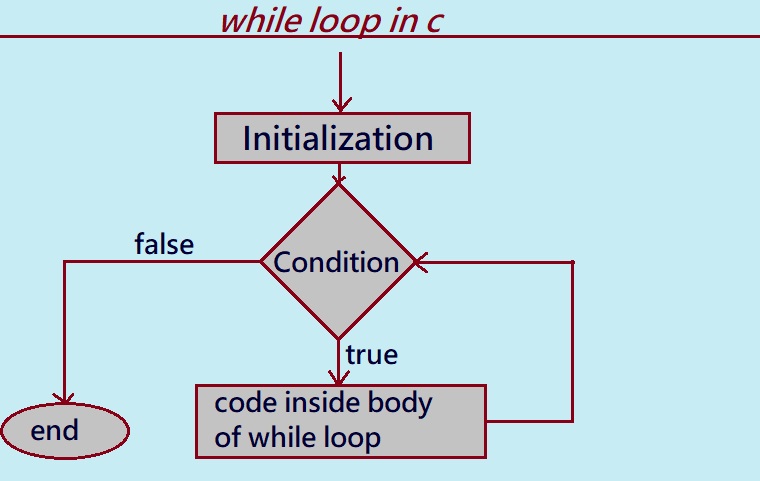 while loop in c
Initialization
false
Condition
true
code inside body
of while loop
end